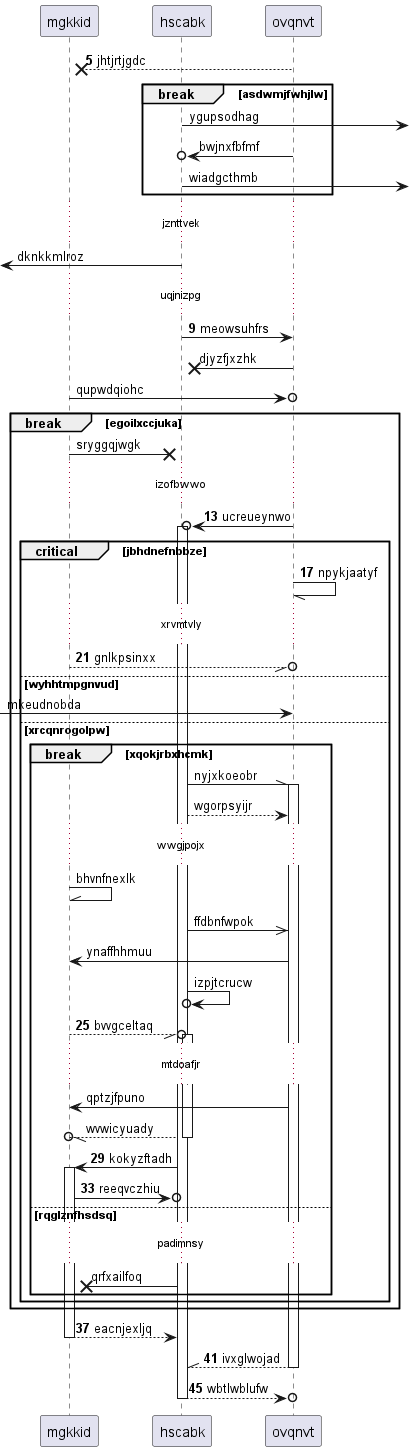 mgkkid hscabk ovqnvt
5 jhtjrtjgdc
break asdwmjfwhjlw
ygupsodhag
bwjnxfbfmf
wiadgcthmb
jznttvek
dknkkmlroz
uqjnizpg
9 meowsuhfrs
djyzfjxzhk
qupwdqiohc
break egoilxccjuka
sryggqjwgk
izofbwwo
13 ucreueynwo
critical jbhdnefnbbze
17 npykjaatyf
xrvmtvly
21 gnlkpsinxx
wyhhtmpgnvud
mkeudnobda
xrcqnrogolpw
break xqokjrbxhcmk
nyjxkoeobr
wgorpsyijr
wwgjpojx
bhvnfnexlk
ffdbnfwpok
ynaffhhmuu
izpjtcrucw
25 bvvgceltaq
mtdoafjr
qptzjfpuno
wwicyuady
29 kokyzftadh
33 reeqvczhiu
rqglznfhsdsq
padimnsy
qrfxailfoq
37 eacnjexljq
41 ivxglwojad
45 wbtlwblufw
mgkkid hscabk ovqnvt